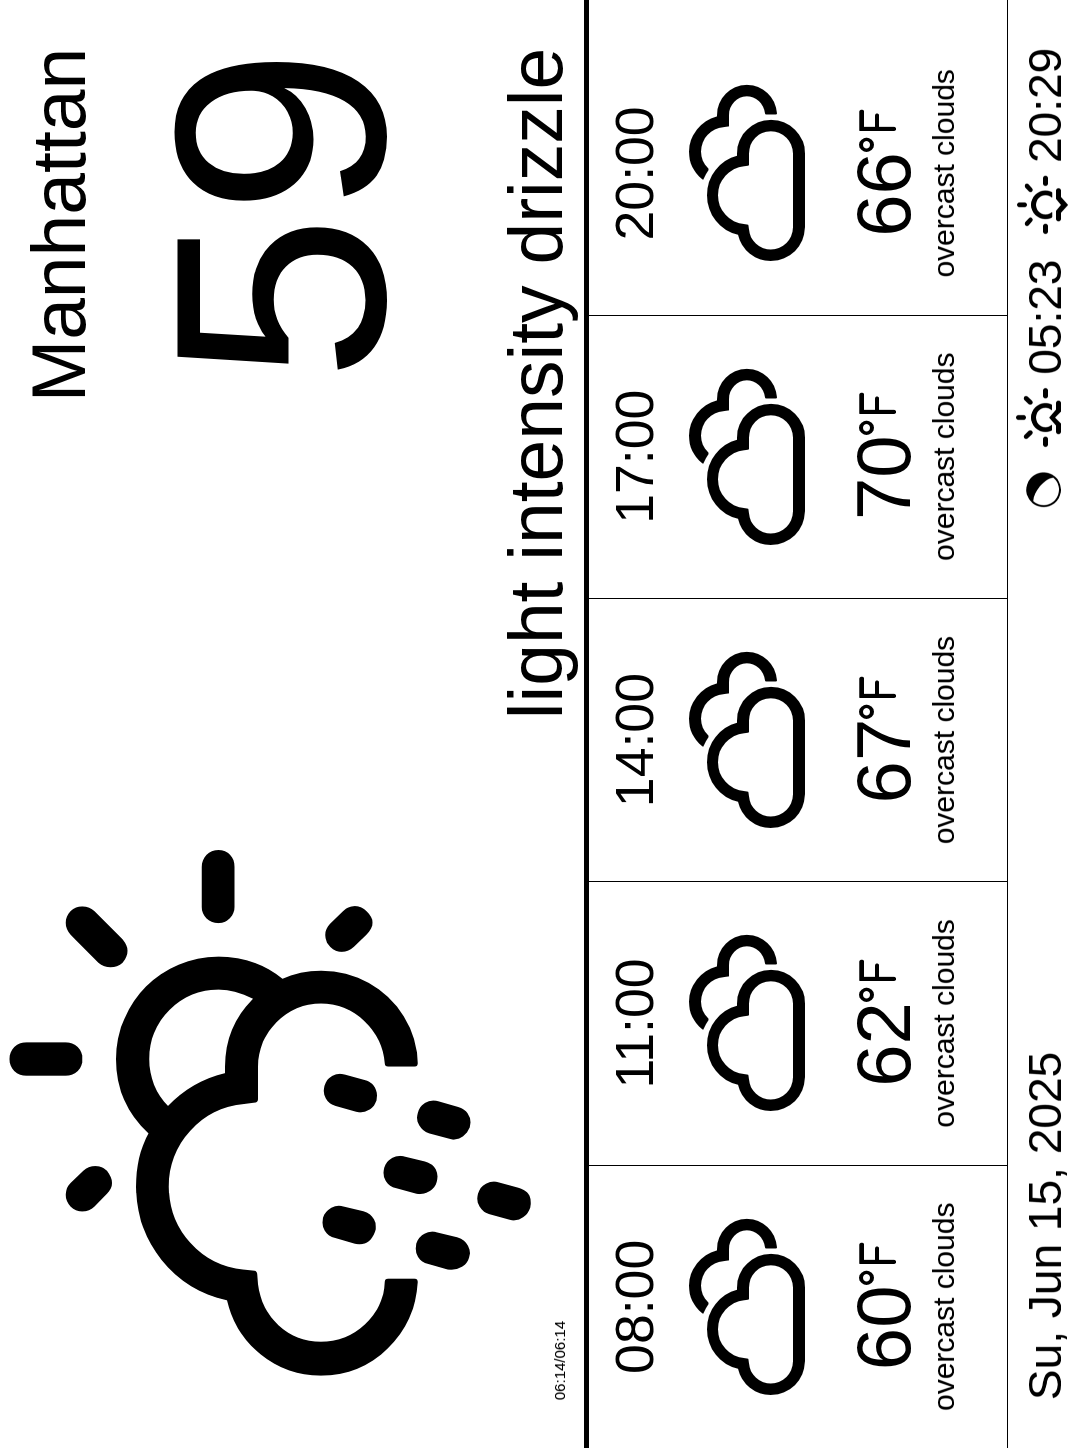 Manhattan
59
light intensity drizzle
06:14/06:14
08:00 11:00 14:00 17:00 20:00
60°F 62°F 67°F 70°F 66°F
overcast clouds overcast clouds overcast clouds overcast clouds overcast clouds
Su, Jun 15, 2025 05:23 20:29